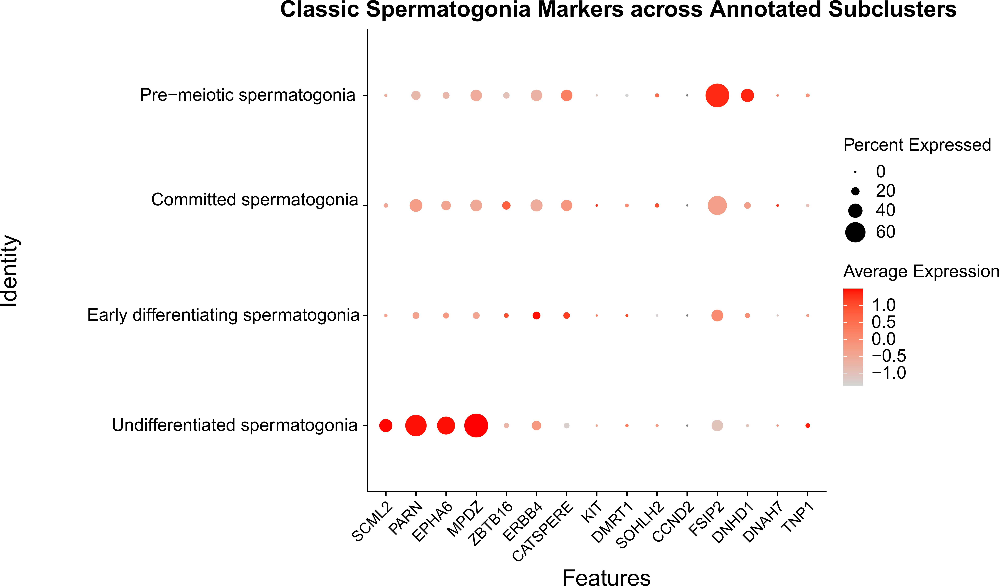 Classic Spermatogonia Markers across Annotated Subclusters
Identity
Pre−meiotic spermatogonia
Committed spermatogonia
Early differentiating spermatogonia
Undifferentiated spermatogonia
SCML2
PARN
EPHA6
MPDZ
ZBTB16
ERBB4
CATSPERE
KIT
DMRT1
SOHLH2
CCND2
FSIP2
DNHD1
DNAH7
TNP1
Features
Percent Expressed
0
20
40
60
Average Expression
1.0
0.5
0.0
−0.5
−1.0